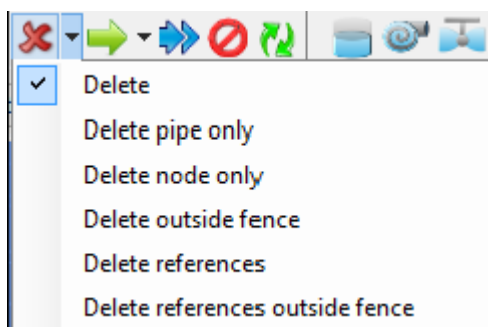 Delete
Delete pipe only
Delete node only
Delete outside fence
Delete references
Delete references outside fence